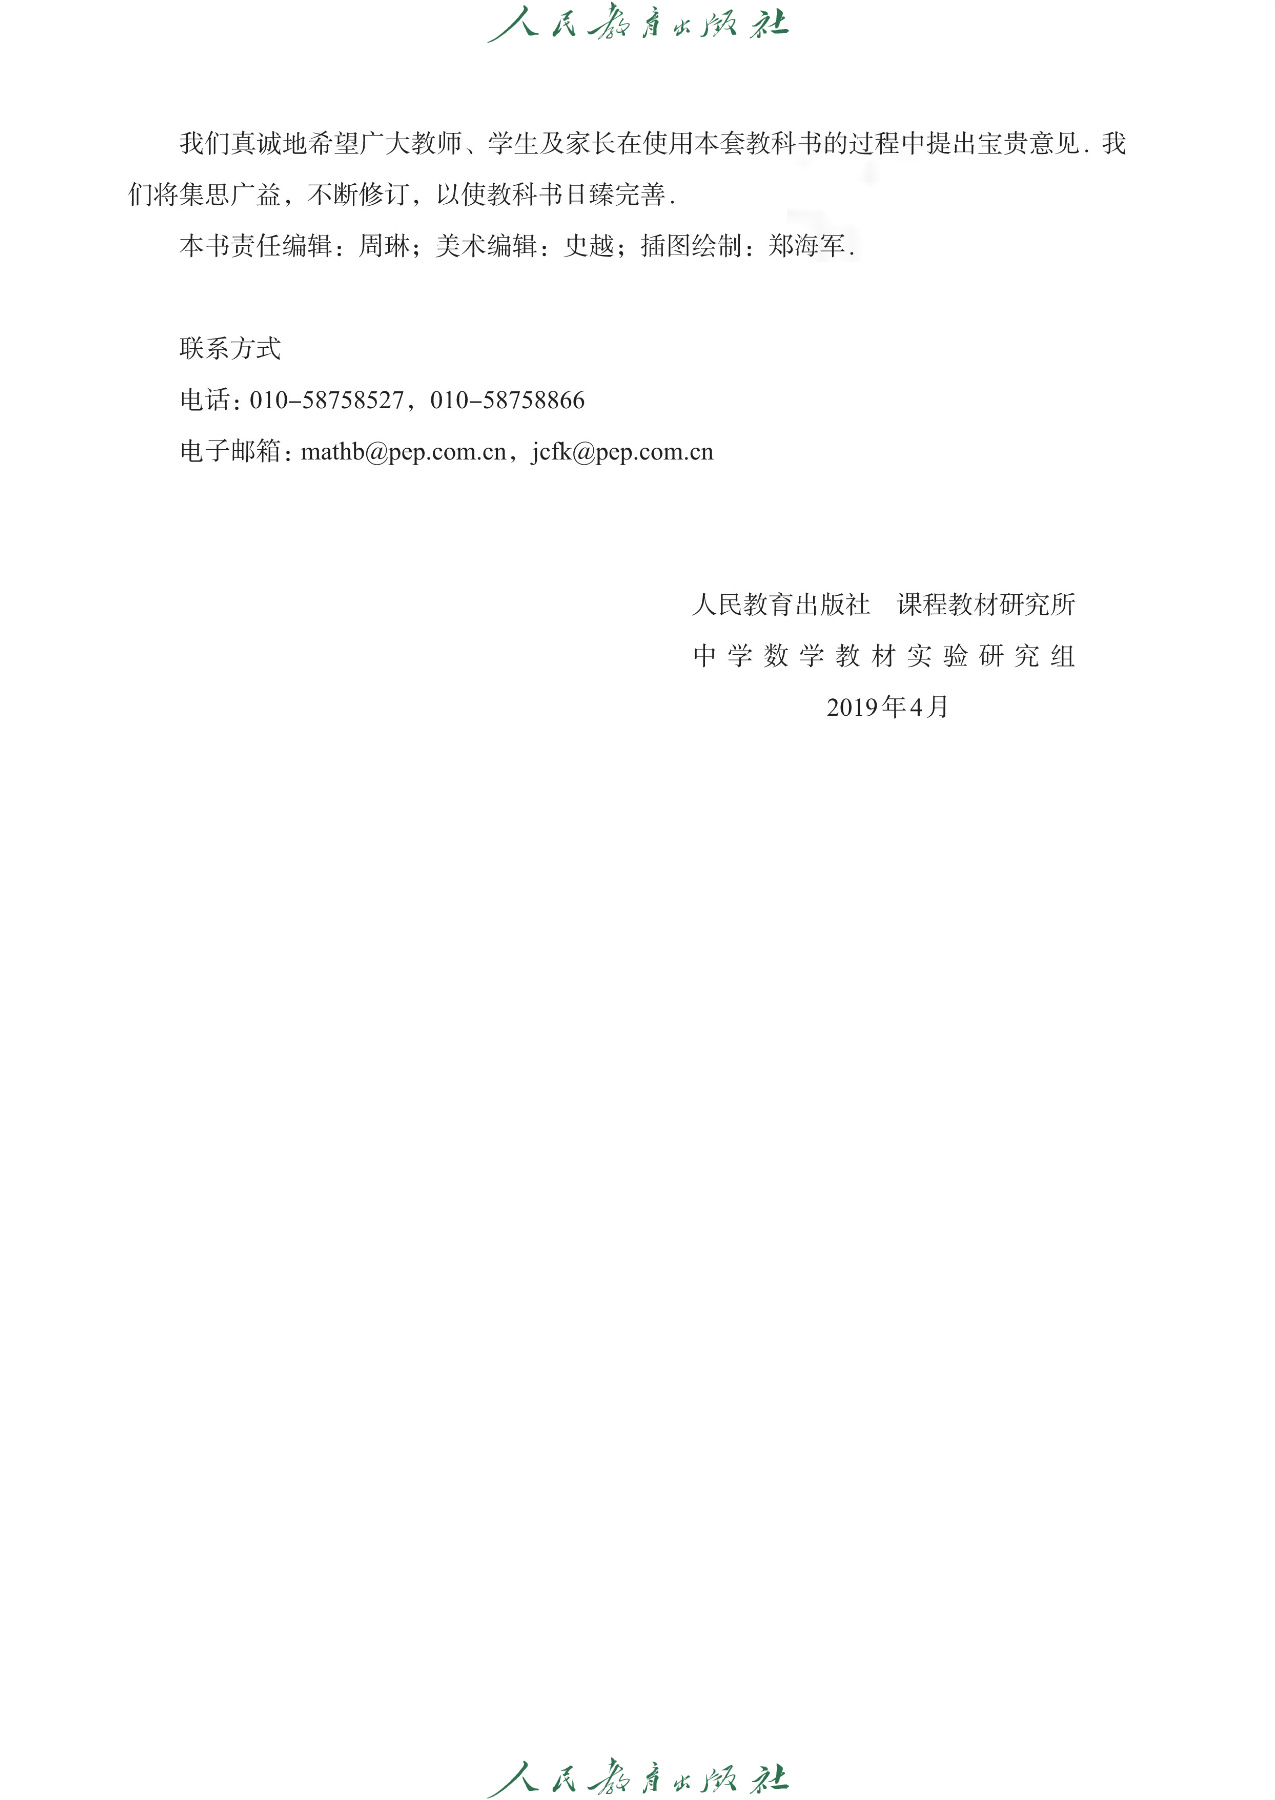 人民教育出版社
我们真诚地希望广大教师、学生及家长在使用本套教科书的过程中提出宝贵意见. 我
们将集思广益，不断修订，以使教科书日臻完善.
本书责任编辑：周琳；美术编辑：史越；插图绘制：郑海军.
联系方式
电话：010-58758527，010-58758866
电子邮箱：mathb@pep.com.cn，jcfk@pep.com.cn
人民教育出版社　课程教材研究所
中学数学教材实验研究组
2019年4月
人民教育出版社